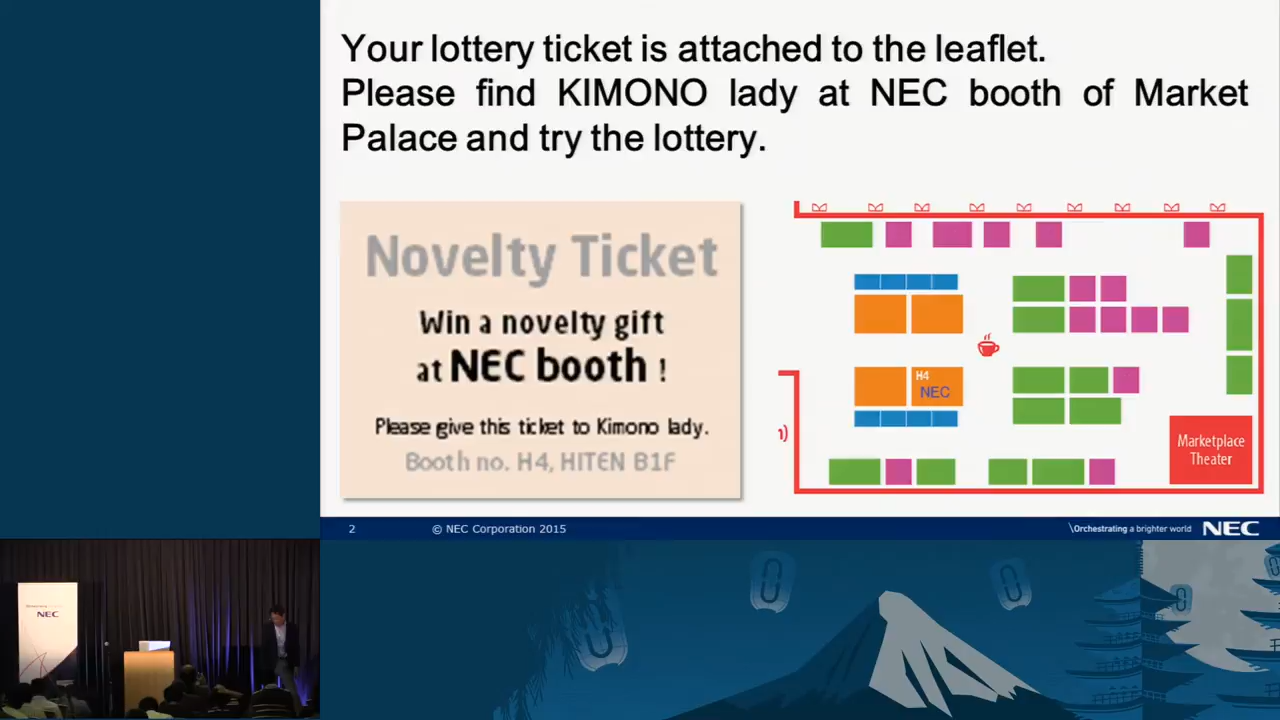 Your lottery ticket is attached to the leaflet.
Please find KIMONO lady at NEC booth of Market
Palace and try the lottery.
Novelty Ticket
Win a novelty gift
at NEC booth !
Please give this ticket to Kimono lady.
Booth no. H4, HITEN B1F
H4
NEC
Marketplace
Theater
2
© NEC Corporation 2015
\Orchestrating a brighter world
NEC
NEC